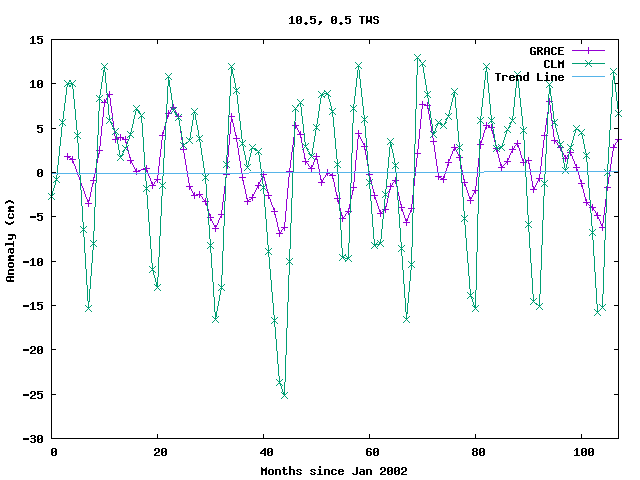 10.5, 0.5 TWS
GRACE
CLM
Trend Line
15
10
5
0
-5
-10
-15
-20
-25
-30
Anomaly (cm)
0 20 40 60 80 100
Months since Jan 2002